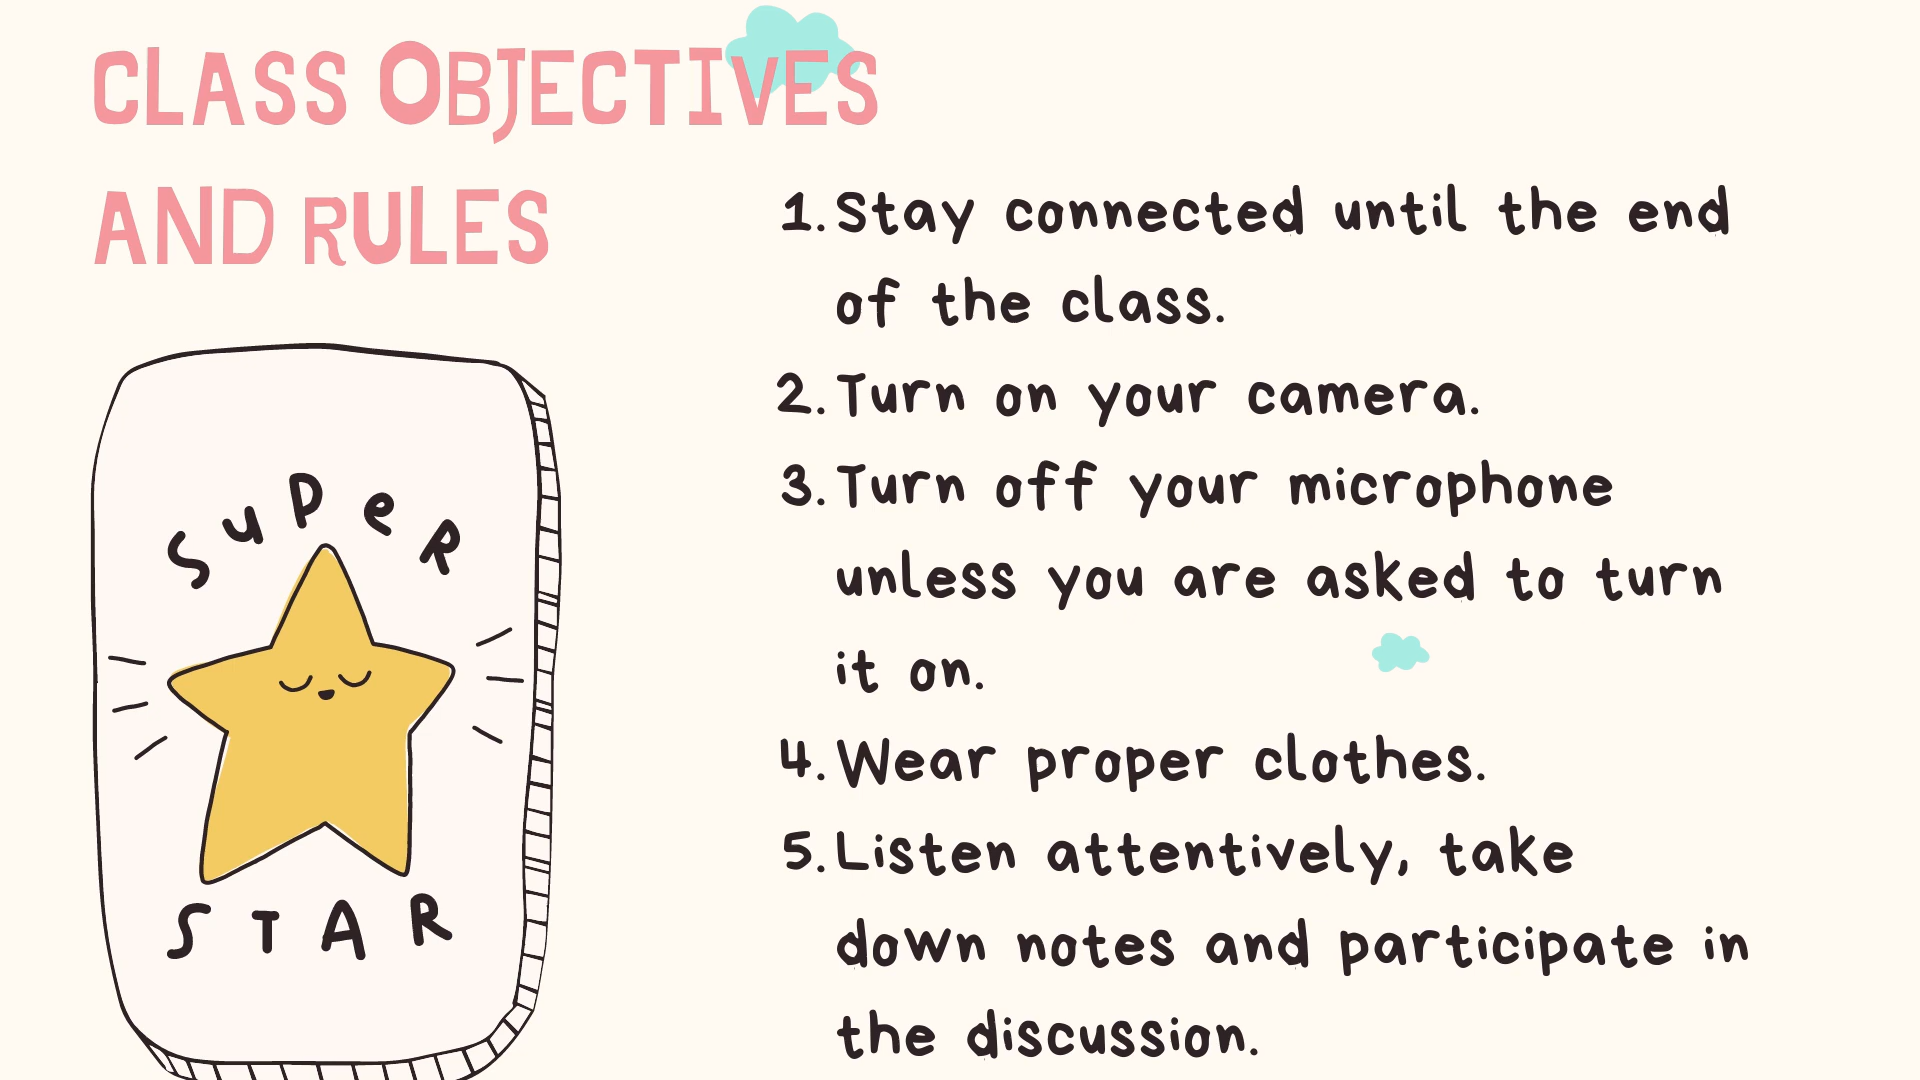 CLASS OBJECTIVES
AND RULES
SuPeR
STAR
1. Stay connected until the end
of the class.
2. Turn on your camera.
3. Turn off your microphone
unless you are asked to turn
it on.
4. Wear proper clothes.
5. Listen attentively, take
down notes and participate in
the discussion.